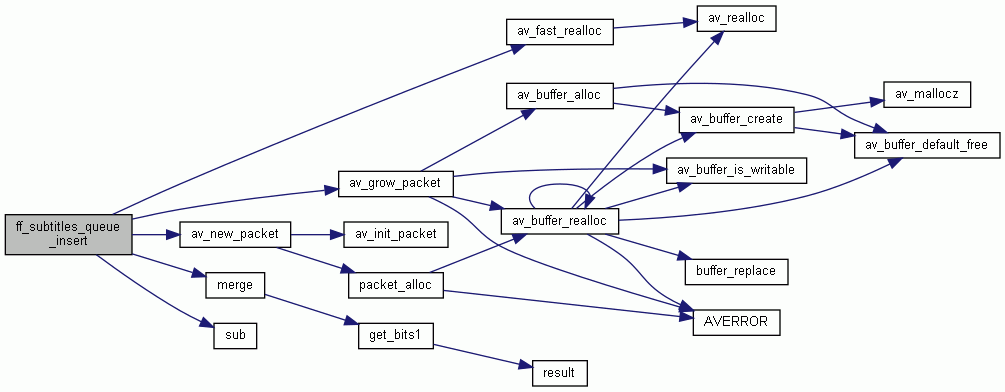 av_realloc
av_fast_realloc
av_mallocz
av_buffer_alloc
av_buffer_create
av_buffer_default_free
av_buffer_is_writable
av_grow_packet
av_buffer_realloc
ff_subtitles_queue
_insert
av_new_packet
av_init_packet
buffer_replace
merge
packet_alloc
AVERROR
sub
get_bits1
result